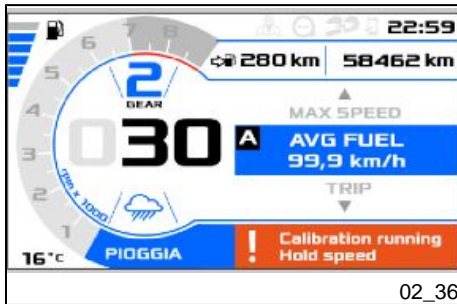 22:59
280 km 58462 km
8
7
6
5
4
3
2
1
rpm x 1000
2
GEAR
030
MAX SPEED
A AVG FUEL
99,9 km/h
TRIP
16°C
PIOGGIA
! Calibration running
Hold speed
02_36